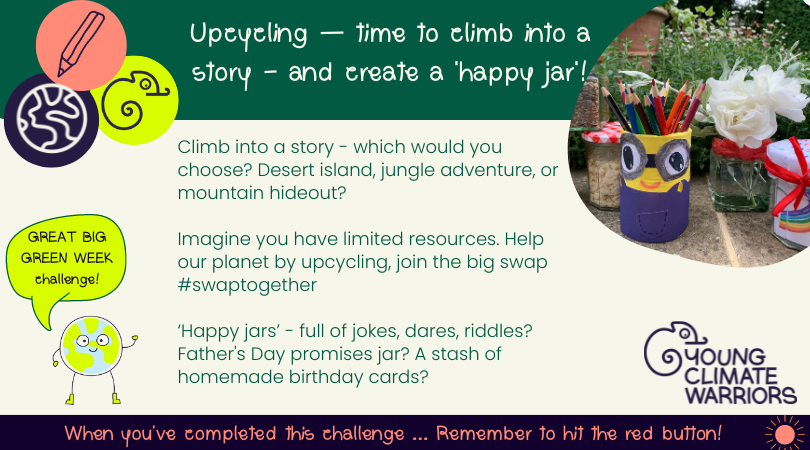 Upcycling — time to climb into a
story - and create a 'happy jar'!
Climb into a story - which would you
choose? Desert island, jungle adventure, or
mountain hideout?
Imagine you have limited resources. Help
our planet by upcycling, join the big swap
#swaptogether
'Happy jars' - full of jokes, dares, riddles?
Father's Day promises jar? A stash of
homemade birthday cards?
GREAT BIG
GREEN WEEK
challenge!
YOUNG
CLIMATE
WARRIORS
When you've completed this challenge ... Remember to hit the red button!